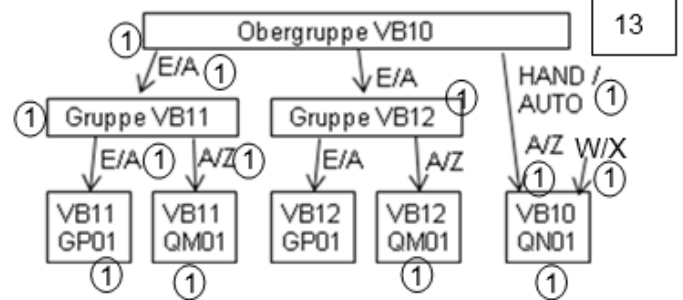 13
Obergruppe VB10
1
E/A 1
E/A
HAND /
AUTO 1
1 Gruppe VB11
Gruppe VB12 1
E/A 1
A/Z 1
E/A
A/Z
A/Z 1
W/X 1
VB11
GP01
1
VB11
QM01
1
VB12
GP01
VB12
QM01
1
VB10
QN01
1